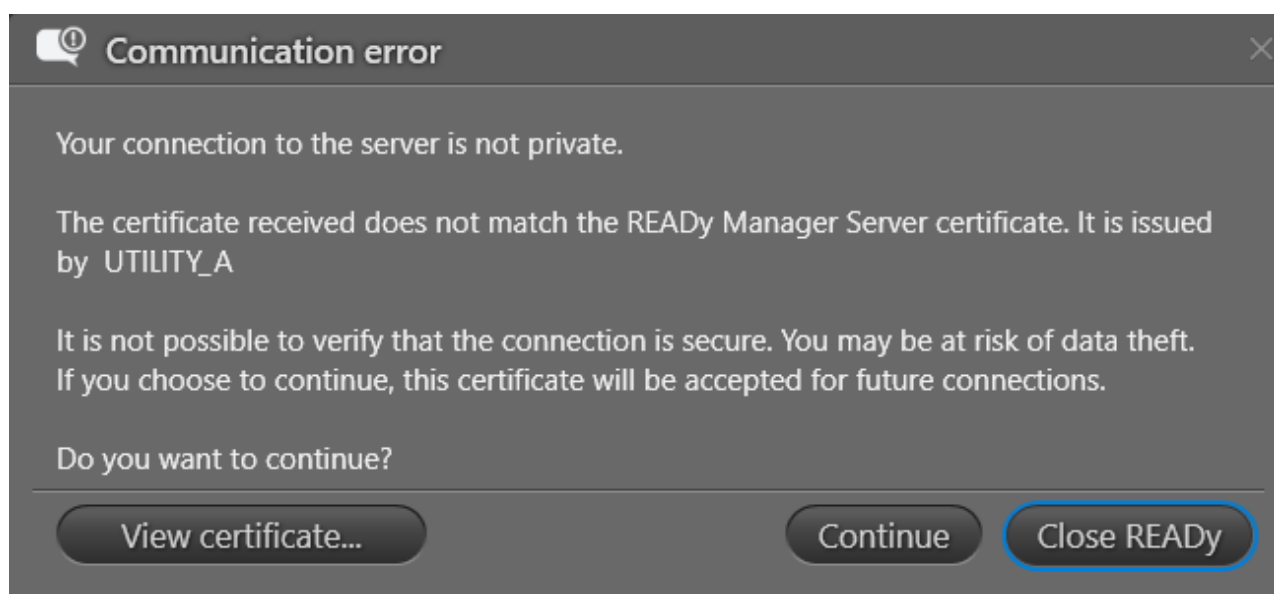 Communication error
Your connection to the server is not private.
The certificate received does not match the READy Manager Server certificate. It is issued
by  UTILITY_A
It is not possible to verify that the connection is secure. You may be at risk of data theft.
If you choose to continue, this certificate will be accepted for future connections.
Do you want to continue?
View certificate... Continue Close READy